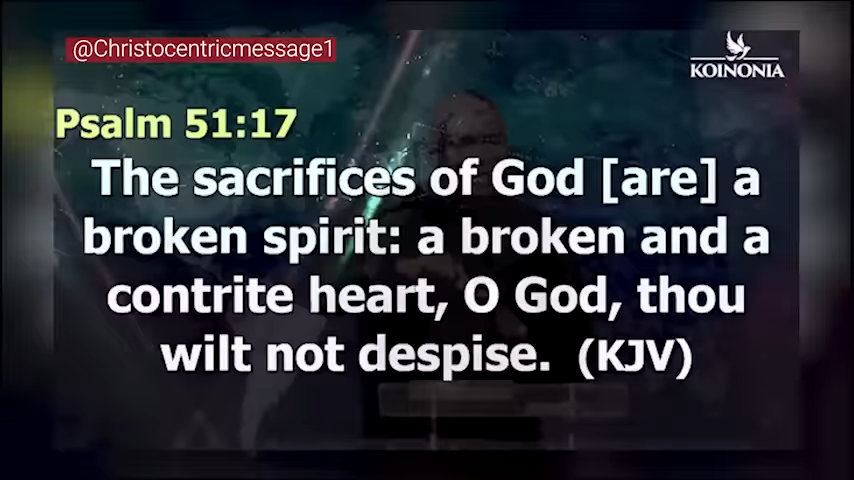 @Christocentricmessage1
KOINONIA
Psalm 51:17
The sacrifices of God [are] a
broken spirit: a broken and a
contrite heart, O God, thou
wilt not despise. (KJV)